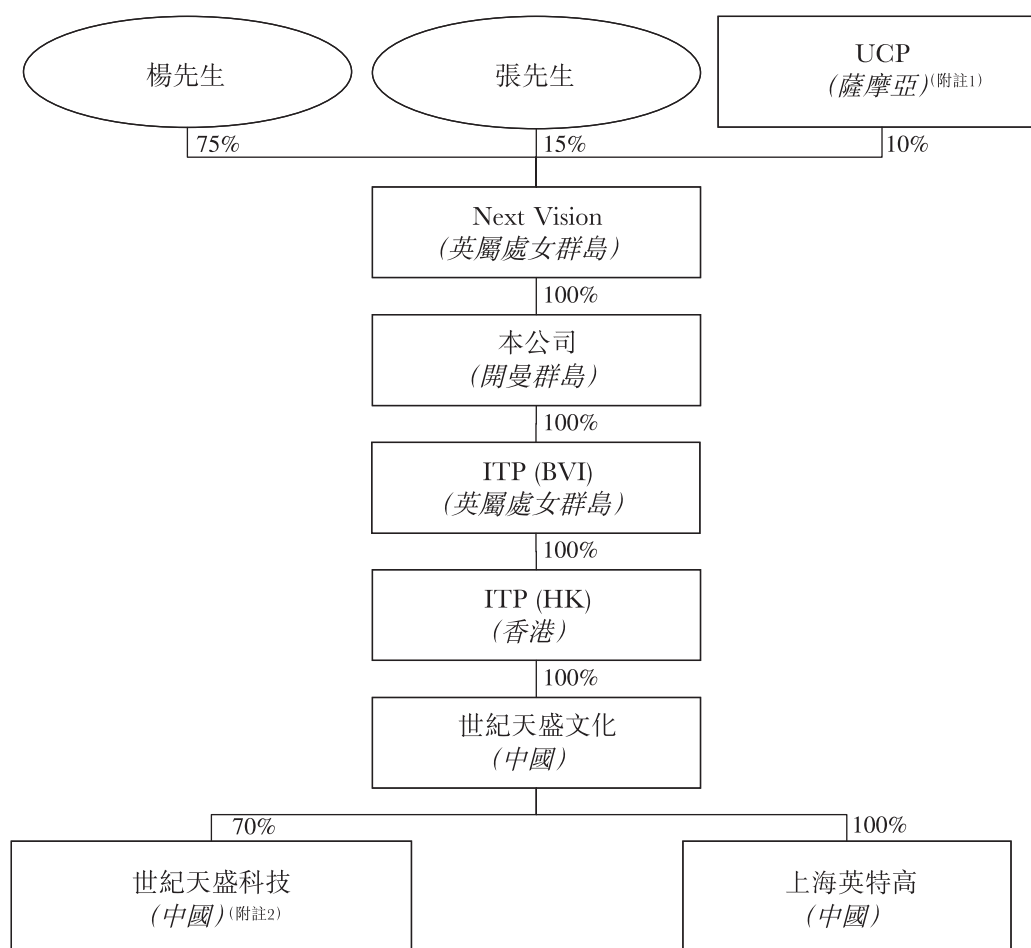 楊先生
張先生
UCP
(薩摩亞)(附註1)
75%
15%
10%
Next Vision
(英屬處女群島)
100%
本公司
(開曼群島)
100%
ITP (BVI)
(英屬處女群島)
100%
ITP (HK)
(香港)
100%
世紀天盛文化
(中國)
70%
100%
世紀天盛科技
(中國)(附註2)
上海英特高
(中國)